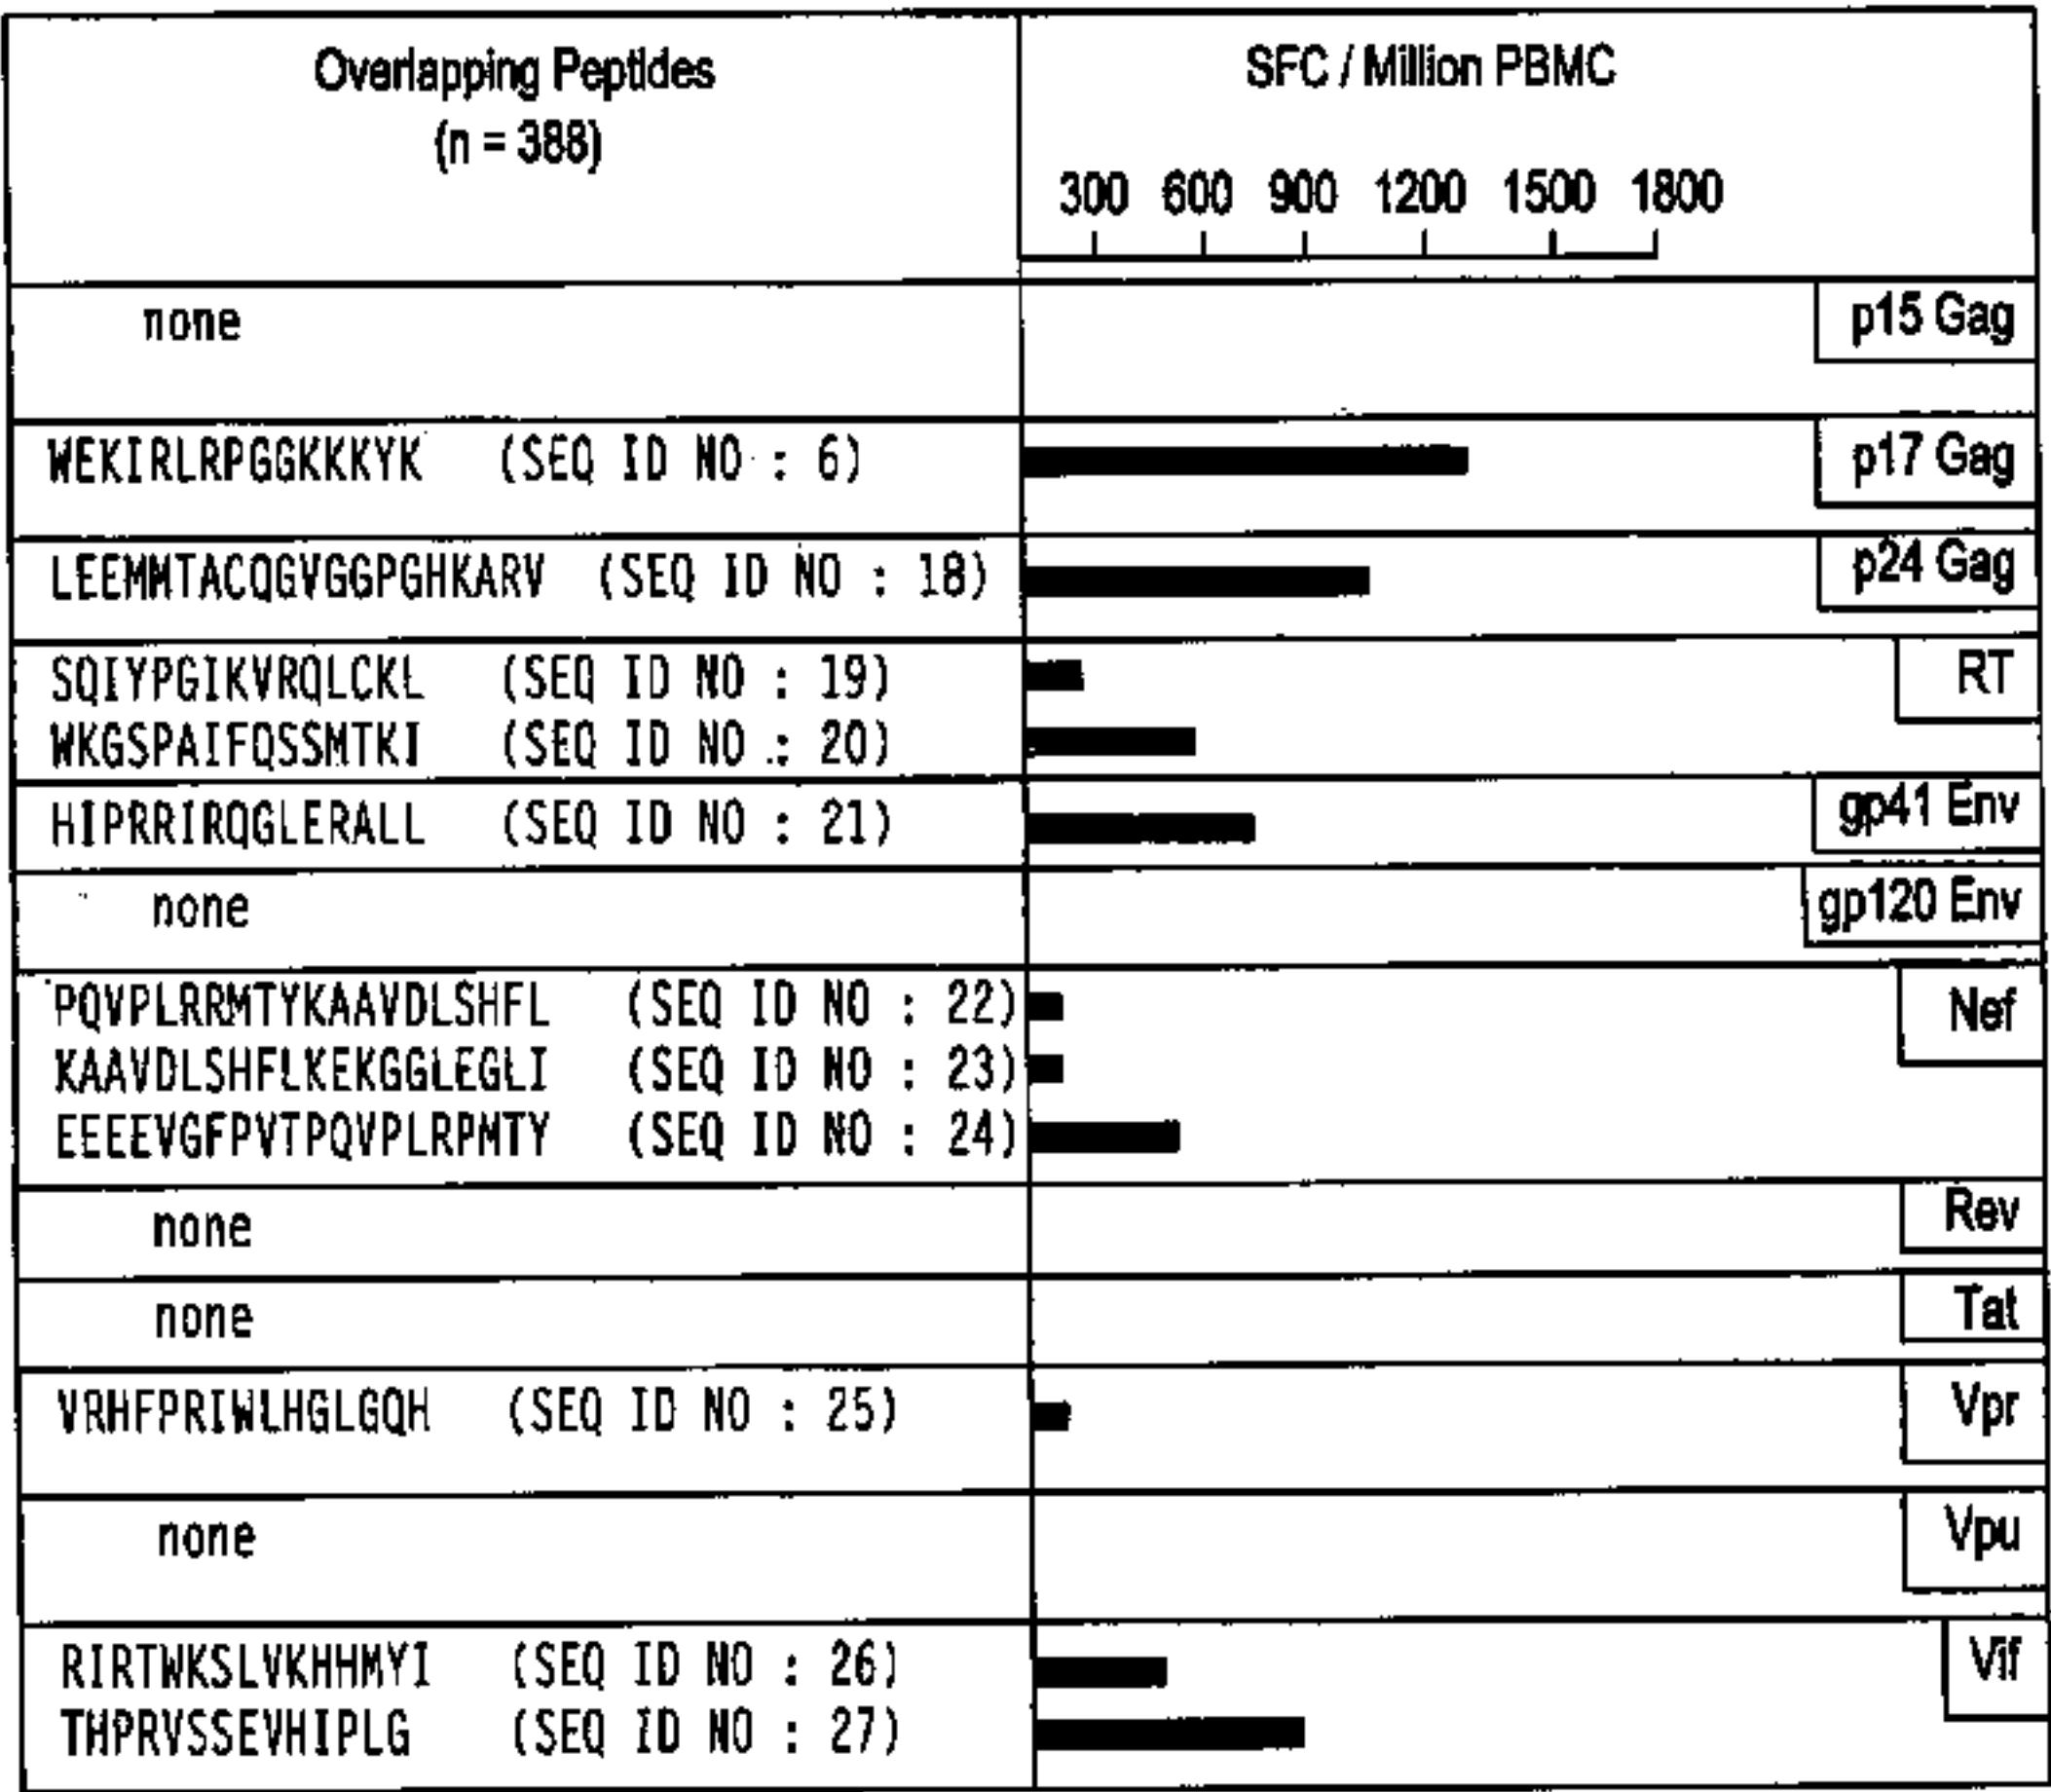 Overlapping Peptides
(n = 388)
SFC / Million PBMC
300 600 900 1200 1500 1800
none
p15 Gag
WEKIRLRPGGKKKYK (SEQ ID NO : 6)
p17 Gag
LEEMMTACQGVGGPGHKARV (SEQ ID NO : 18)
p24 Gag
SQIYPGIKVRQLCKL (SEQ ID NO : 19)
RT
WKGSPAIFQSSMTKI (SEQ ID NO : 20)
HIPRRIRQGLERALL (SEQ ID NO : 21)
gp41 Env
none
gp120 Env
PQVPLRRMTYKAAVDLSHFL (SEQ ID NO : 22)
Nef
KAAVDLSHFLKEKGGLEGLI (SEQ ID NO : 23)
EEEEVGFPVTPQVPLRPMTY (SEQ ID NO : 24)
none
Rev
none
Tat
VRHFPRIWLHGLGQH (SEQ ID NO : 25)
Vpr
none
Vpu
RIRTWKSLVKHHMYI (SEQ ID NO : 26)
Vif
THPRVSSEVHIPLG (SEQ ID NO : 27)